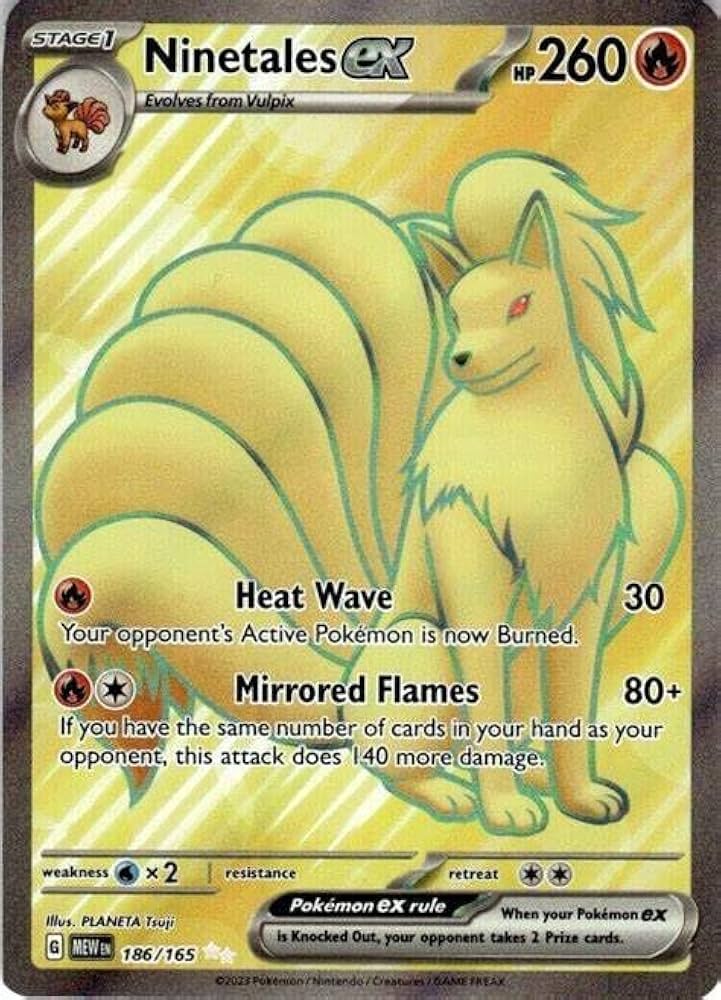 STAGE1
Ninetales ex
HP 260
Evolves from Vulpix
Heat Wave 30
Your opponent's Active Pokémon is now Burned.
Mirrored Flames 80+
If you have the same number of cards in your hand as your
opponent, this attack does 140 more damage.
weakness ×2 resistance retreat
Illus. PLANETA Tsuji
Pokémon ex rule
When your Pokémon ex
is Knocked Out, your opponent takes 2 Prize cards.
G MEW EN 186/165
©2023 Pokémon / Nintendo / Creatures / GAME FREAK